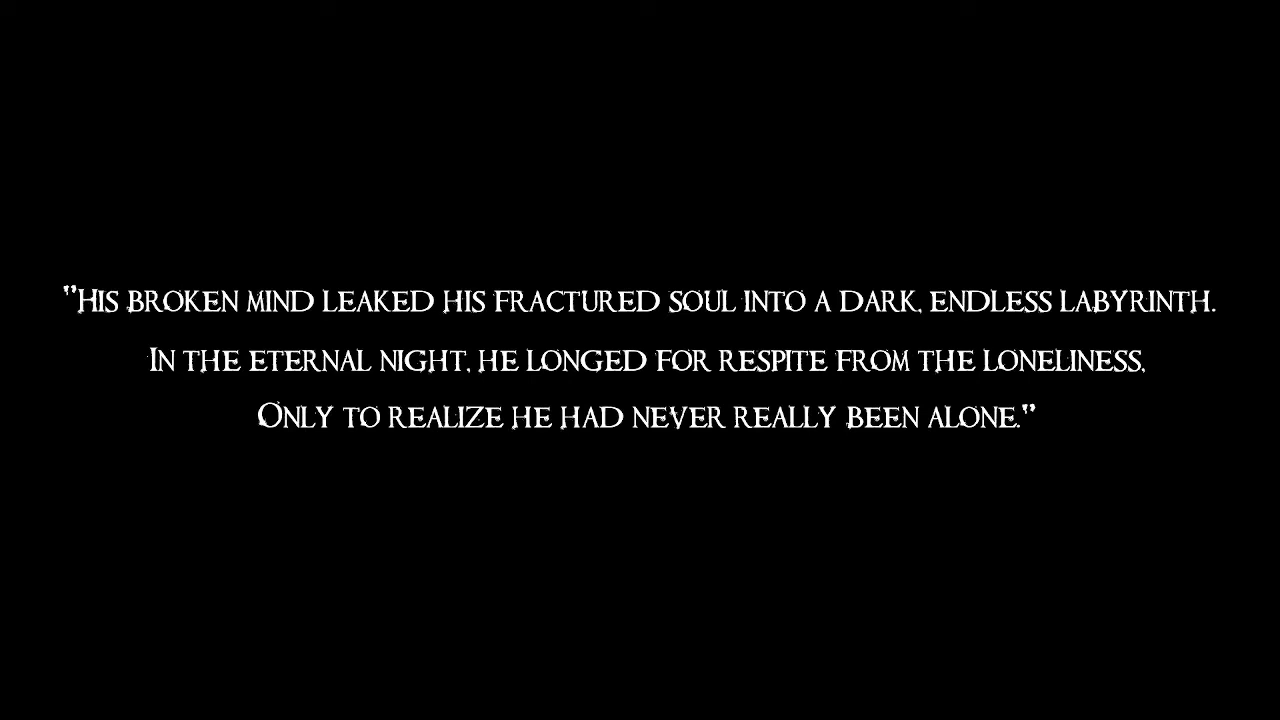 "His broken mind leaked his fractured soul into a dark, endless labyrinth.
In the eternal night, he longed for respite from the loneliness,
Only to realize he had never really been alone."